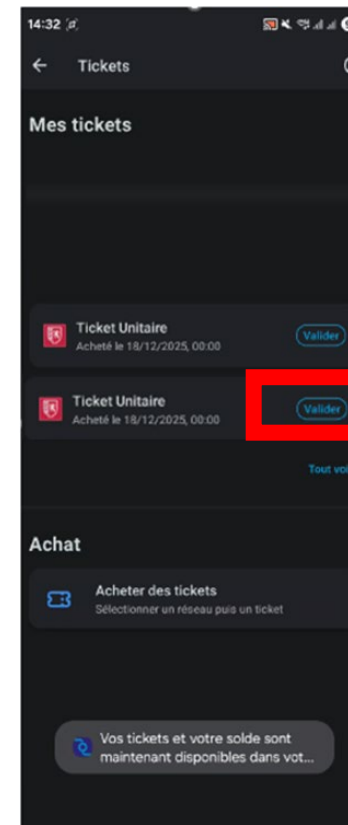 14:32
Tickets
Mes tickets
Ticket Unitaire
Acheté le 18/12/2025, 00:00
Valider
Ticket Unitaire
Acheté le 18/12/2025, 00:00
Valider
Tout voi
Achat
Acheter des tickets
Sélectionner un réseau puis un ticket
Vos tickets et votre solde sont
maintenant disponibles dans vot...